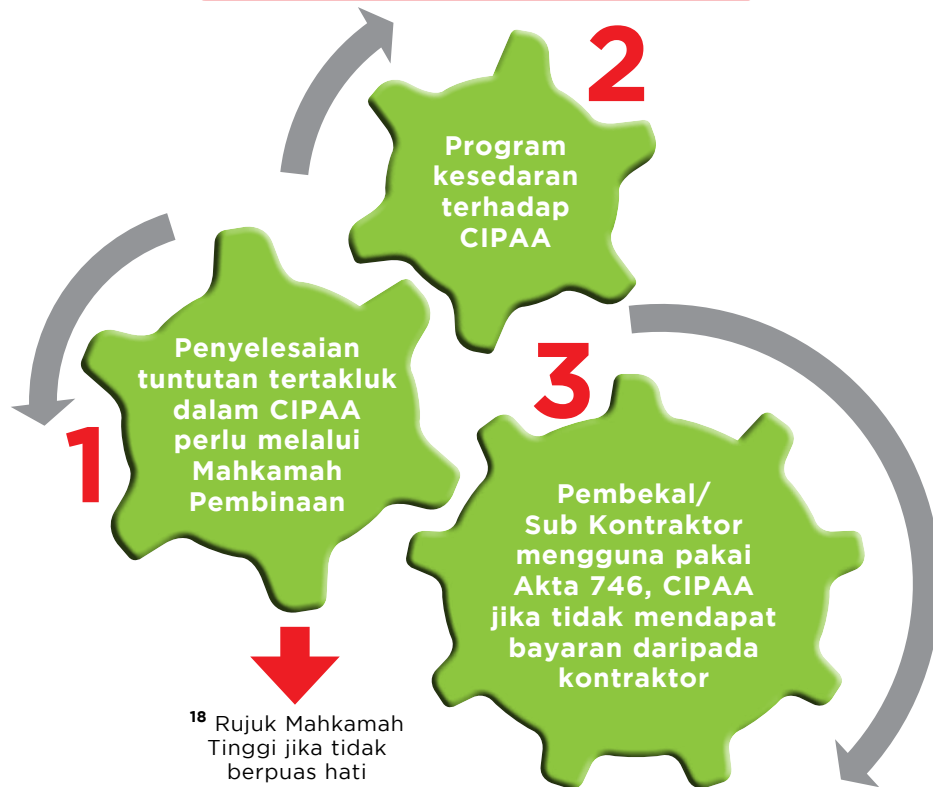 1
Penyelesaian
tuntutan tertakluk
dalam CIPAA
perlu melalui
Mahkamah
Pembinaan
18 Rujuk Mahkamah
Tinggi jika tidak
berpuas hati
2
Program
kesedaran
terhadap
CIPAA
3
Pembekal/
Sub Kontraktor
mengguna pakai
Akta 746, CIPAA
jika tidak mendapat
bayaran daripada
kontraktor